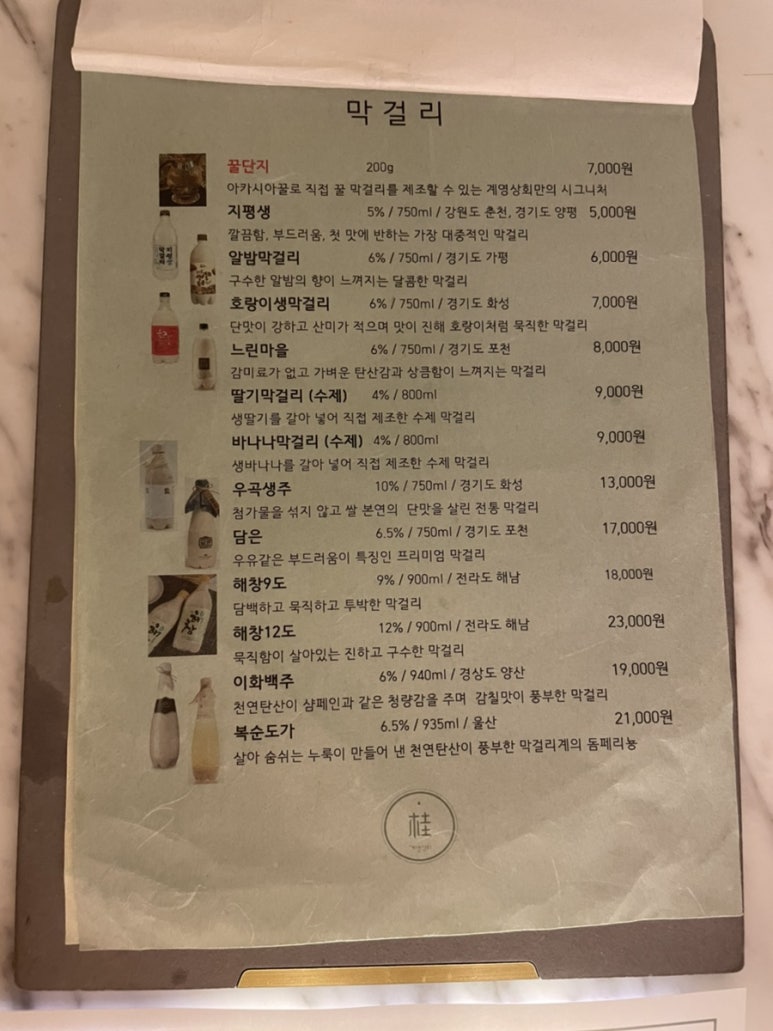 막걸리
꿀단지 200g 7,000원
아카시아꿀로 직접 꿀 막걸리를 제조할 수 있는 계영상회만의 시그니처
지평생 5% / 750ml / 강원도 춘천, 경기도 양평 5,000원
깔끔함, 부드러움, 첫 맛에 반하는 가장 대중적인 막걸리
알밤막걸리 6% / 750ml / 경기도 가평 6,000원
구수한 알밤의 향이 느껴지는 달콤한 막걸리
호랑이생막걸리 6% / 750ml / 경기도 화성 7,000원
단맛이 강하고 산미가 적으며 맛이 진해 호랑이처럼 묵직한 막걸리
느린마을 6% / 750ml / 경기도 포천 8,000원
감미료가 없고 가벼운 탄산감과 상큼함이 느껴지는 막걸리
딸기막걸리 (수제) 4% / 800ml 9,000원
생딸기를 갈아 넣어 직접 제조한 수제 막걸리
바나나막걸리 (수제) 4% / 800ml 9,000원
생바나나를 갈아 넣어 직접 제조한 수제 막걸리
우곡생주 10% / 750ml / 경기도 화성 13,000원
첨가물을 섞지 않고 쌀 본연의 단맛을 살린 전통 막걸리
담은 6.5% / 750ml / 경기도 포천 17,000원
우유같은 부드러움이 특징인 프리미엄 막걸리
해창9도 9% / 900ml / 전라도 해남 18,000원
담백하고 묵직하고 투박한 막걸리
해창12도 12% / 900ml / 전라도 해남 23,000원
묵직함이 살아있는 진하고 구수한 막걸리
이화백주 6% / 940ml / 경상도 양산 19,000원
천연탄산이 샴페인과 같은 청량감을 주며 감칠맛이 풍부한 막걸리
복순도가 6.5% / 935ml / 울산 21,000원
살아 숨쉬는 누룩이 만들어 낸 천연탄산이 풍부한 막걸리계의 돔페리뇽
桂